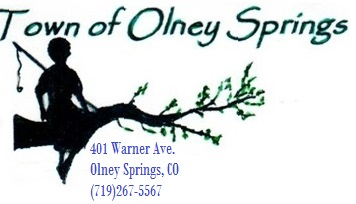 Town of Olney Springs
401 Warner Ave.
Olney Springs, CO
(719)267-5567